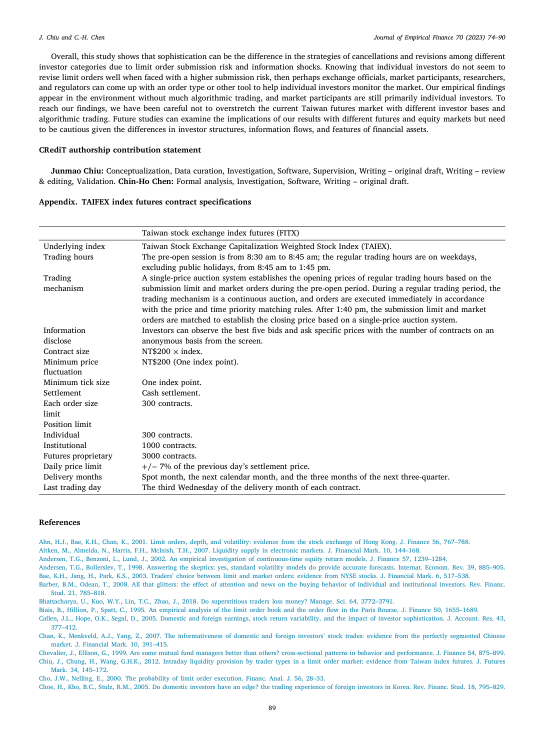 J. Chiu and C.-H. Chen
Journal of Empirical Finance 70 (2023) 74–90
Overall, this study shows that sophistication can be the difference in the strategies of cancellations and revisions among different
investor categories due to limit order submission risk and information shocks. Knowing that individual investors do not seem to
revise limit orders well when faced with a higher submission risk, then perhaps exchange officials, market participants, researchers,
and regulators can come up with an order type or other tool to help individual investors monitor the market. Our empirical findings
appear in the environment without much algorithmic trading, and market participants are still primarily individual investors. To
reach our findings, we have been careful not to overstretch the current Taiwan futures market with different investor bases and
algorithmic trading. Future studies can examine the implications of our results with different futures and equity markets but need
to be cautious given the differences in investor structures, information flows, and features of financial assets.
CRediT authorship contribution statement
Junmao Chiu: Conceptualization, Data curation, Investigation, Software, Supervision, Writing – original draft, Writing – review
& editing, Validation. Chin-Ho Chen: Formal analysis, Investigation, Software, Writing – original draft.
Appendix. TAIFEX index futures contract specifications
Taiwan stock exchange index futures (FITX)
Underlying index Taiwan Stock Exchange Capitalization Weighted Stock Index (TAIEX).
Trading hours The pre-open session is from 8:30 am to 8:45 am; the regular trading hours are on weekdays,
excluding public holidays, from 8:45 am to 1:45 pm.
Trading A single-price auction system establishes the opening prices of regular trading hours based on the
mechanism submission limit and market orders during the pre-open period. During a regular trading period, the
trading mechanism is a continuous auction, and orders are executed immediately in accordance
with the price and time priority matching rules. After 1:40 pm, the submission limit and market
orders are matched to establish the closing price based on a single-price auction system.
Information Investors can observe the best five bids and ask specific prices with the number of contracts on an
disclose anonymous basis from the screen.
Contract size NT$200 × index.
Minimum price NT$200 (One index point).
fluctuation
Minimum tick size One index point.
Settlement Cash settlement.
Each order size 300 contracts.
limit
Position limit
Individual 300 contracts.
Institutional 1000 contracts.
Futures proprietary 3000 contracts.
Daily price limit +/− 7% of the previous day's settlement price.
Delivery months Spot month, the next calendar month, and the three months of the next three-quarter.
Last trading day The third Wednesday of the delivery month of each contract.
References
Ahn, H.J., Bae, K.H., Chan, K., 2001. Limit orders, depth, and volatility: evidence from the stock exchange of Hong Kong. J. Finance 56, 767–788.
Aitken, M., Almeida, N., Harris, F.H., McInish, T.H., 2007. Liquidity supply in electronic markets. J. Financial Mark. 10, 144–168.
Andersen, T.G., Benzoni, L., Lund, J., 2002. An empirical investigation of continuous-time equity return models. J. Finance 57, 1239–1284.
Andersen, T.G., Bollerslev, T., 1998. Answering the skeptics: yes, standard volatility models do provide accurate forecasts. Internat. Econom. Rev. 39, 885–905.
Bae, K.H., Jang, H., Park, K.S., 2003. Traders' choice between limit and market orders: evidence from NYSE stocks. J. Financial Mark. 6, 517–538.
Barber, B.M., Odean, T., 2008. All that glitters: the effect of attention and news on the buying behavior of individual and institutional investors. Rev. Financ.
Stud. 21, 785–818.
Bhattacharya, U., Kuo, W.Y., Lin, T.C., Zhao, J., 2018. Do superstitious traders lose money? Manage. Sci. 64, 3772–3791.
Biais, B., Hillion, P., Spatt, C., 1995. An empirical analysis of the limit order book and the order flow in the Paris Bourse. J. Finance 50, 1655–1689.
Callen, J.L., Hope, O.K., Segal, D., 2005. Domestic and foreign earnings, stock return variability, and the impact of investor sophistication. J. Account. Res. 43,
377–412.
Chan, K., Menkveld, A.J., Yang, Z., 2007. The informativeness of domestic and foreign investors' stock trades: evidence from the perfectly segmented Chinese
market. J. Financial Mark. 10, 391–415.
Chevalier, J., Ellison, G., 1999. Are some mutual fund managers better than others? cross-sectional patterns in behavior and performance. J. Finance 54, 875–899.
Chiu, J., Chung, H., Wang, G.H.K., 2012. Intraday liquidity provision by trader types in a limit order market: evidence from Taiwan index futures. J. Futures
Mark. 34, 145–172.
Cho, J.W., Nelling, E., 2000. The probability of limit order execution. Financ. Anal. J. 56, 28–33.
Choe, H., Kho, B.C., Stulz, R.M., 2005. Do domestic investors have an edge? the trading experience of foreign investors in Korea. Rev. Financ. Stud. 18, 795–829.
89